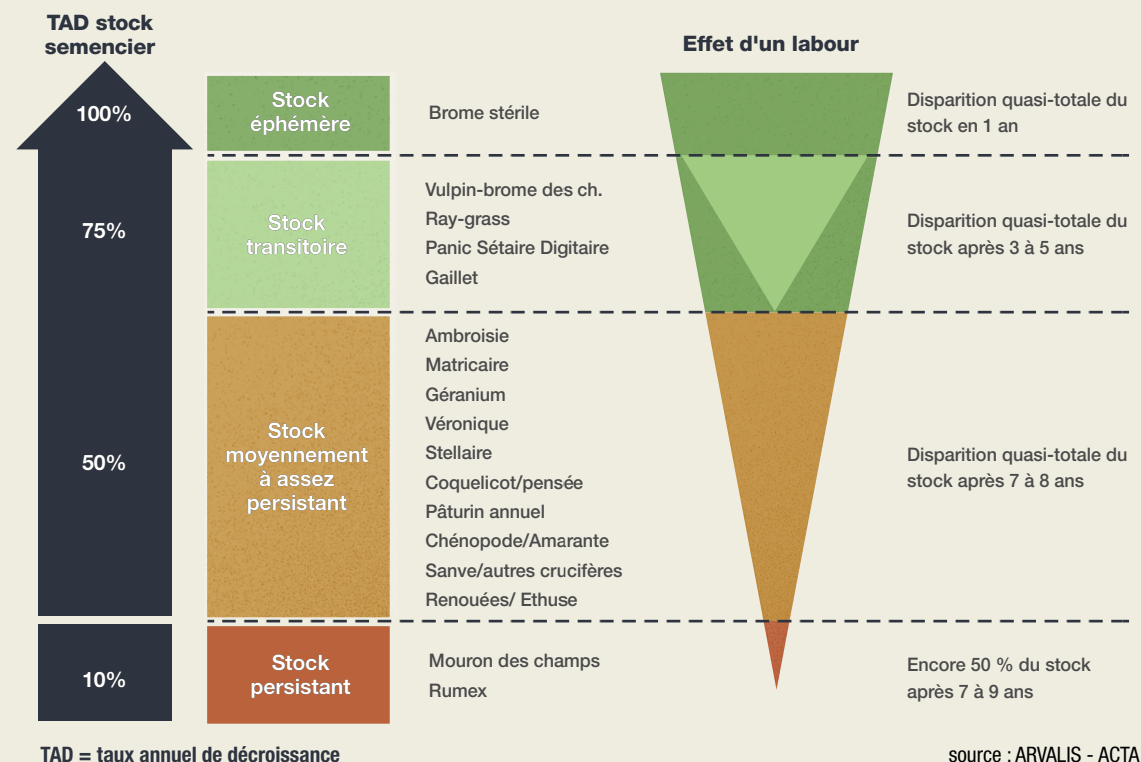 TAD stock
semencier
Effet d'un labour
100%
Stock
éphémère
Brome stérile
Disparition quasi-totale du
stock en 1 an
75%
Stock
transitoire
Vulpin-brome des ch.
Ray-grass
Panic Sétaire Digitaire
Gaillet
Disparition quasi-totale du
stock après 3 à 5 ans
50%
Stock
moyennement
à assez
persistant
Ambroisie
Matricaire
Géranium
Véronique
Stellaire
Coquelicot/pensée
Pâturin annuel
Chénopode/Amarante
Sanve/autres crucifères
Renouées/ Ethuse
Disparition quasi-totale du
stock après 7 à 8 ans
10%
Stock
persistant
Mouron des champs
Rumex
Encore 50 % du stock
après 7 à 9 ans
TAD = taux annuel de décroissance
source : ARVALIS - ACTA